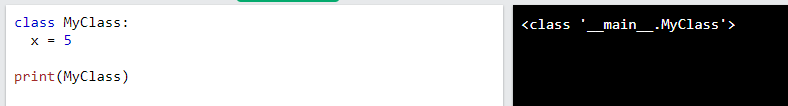 class MyClass:
  x = 5
print(MyClass)
<class '__main__.MyClass'>